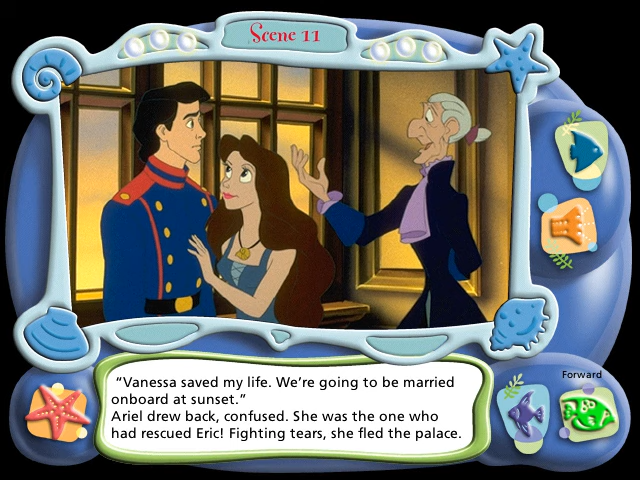 Scene 11
Forward
“Vanessa saved my life. We’re going to be married
onboard at sunset.”
Ariel drew back, confused. She was the one who
had rescued Eric! Fighting tears, she fled the palace.